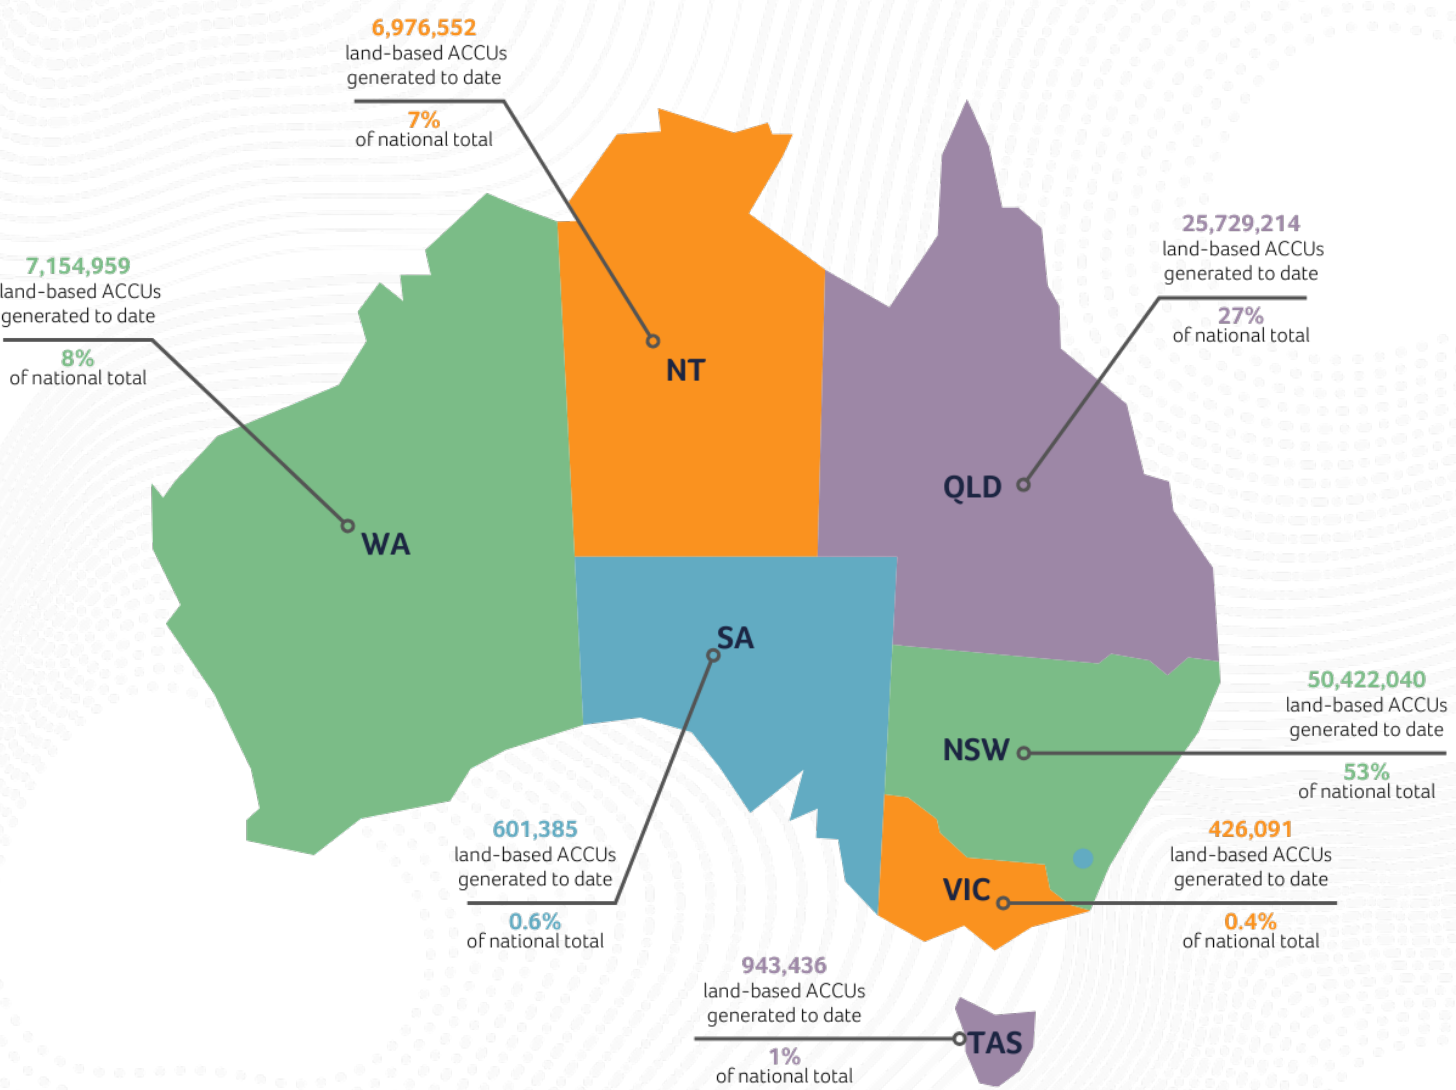 6,976,552
land-based ACCUs
generated to date
7%
of national total
25,729,214
land-based ACCUs
generated to date
27%
of national total
7,154,959
land-based ACCUs
generated to date
8%
of national total
NT
QLD
WA
SA
50,422,040
land-based ACCUs
generated to date
53%
of national total
NSW
601,385
land-based ACCUs
generated to date
0.6%
of national total
426,091
land-based ACCUs
generated to date
0.4%
of national total
VIC
943,436
land-based ACCUs
generated to date
1%
of national total
TAS